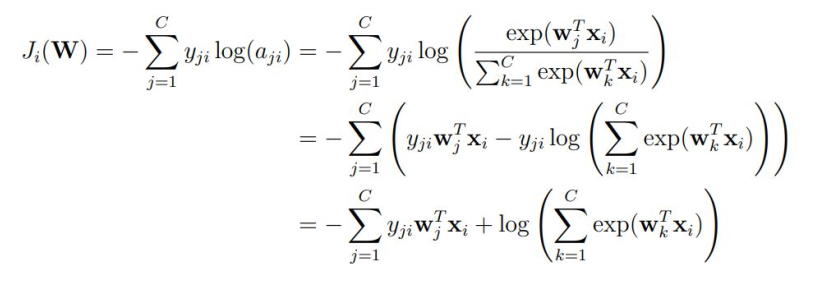 $J_i(\mathbf{W}) = -\sum_{j=1}^{C} y_{ji} \log(a_{ji}) = -\sum_{j=1}^{C} y_{ji} \log \left( \frac{\exp(\mathbf{w}_j^T \mathbf{x}_i)}{\sum_{k=1}^{C} \exp(\mathbf{w}_k^T \mathbf{x}_i)} \right)$
$= -\sum_{j=1}^{C} \left( y_{ji} \mathbf{w}_j^T \mathbf{x}_i - y_{ji} \log \left( \sum_{k=1}^{C} \exp(\mathbf{w}_k^T \mathbf{x}_i) \right) \right)$
$= -\sum_{j=1}^{C} y_{ji} \mathbf{w}_j^T \mathbf{x}_i + \log \left( \sum_{k=1}^{C} \exp(\mathbf{w}_k^T \mathbf{x}_i) \right)$